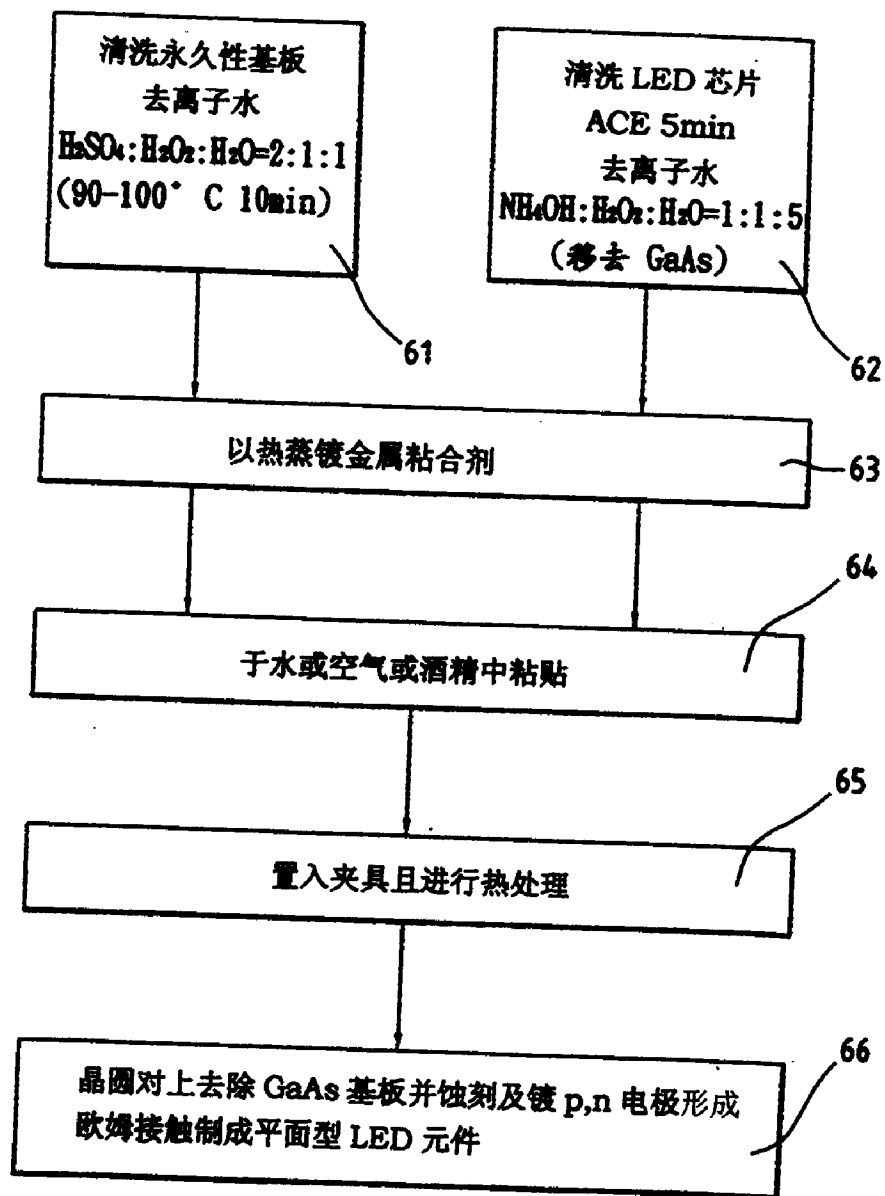 清洗永久性基板
去离子水
H₂SO₄:H₂O₂:H₂O=2:1:1
(90-100° C 10min)
61
清洗 LED 芯片
ACE 5min
去离子水
NH₄OH:H₂O₂:H₂O=1:1:5
(移去 GaAs)
62
以热蒸镀金属粘合剂
63
64
于水或空气或酒精中粘贴
65
置入夹具且进行热处理
66
晶圆对上去除 GaAs 基板并蚀刻及镀 p,n 电极形成
欧姆接触制成平面型 LED 元件